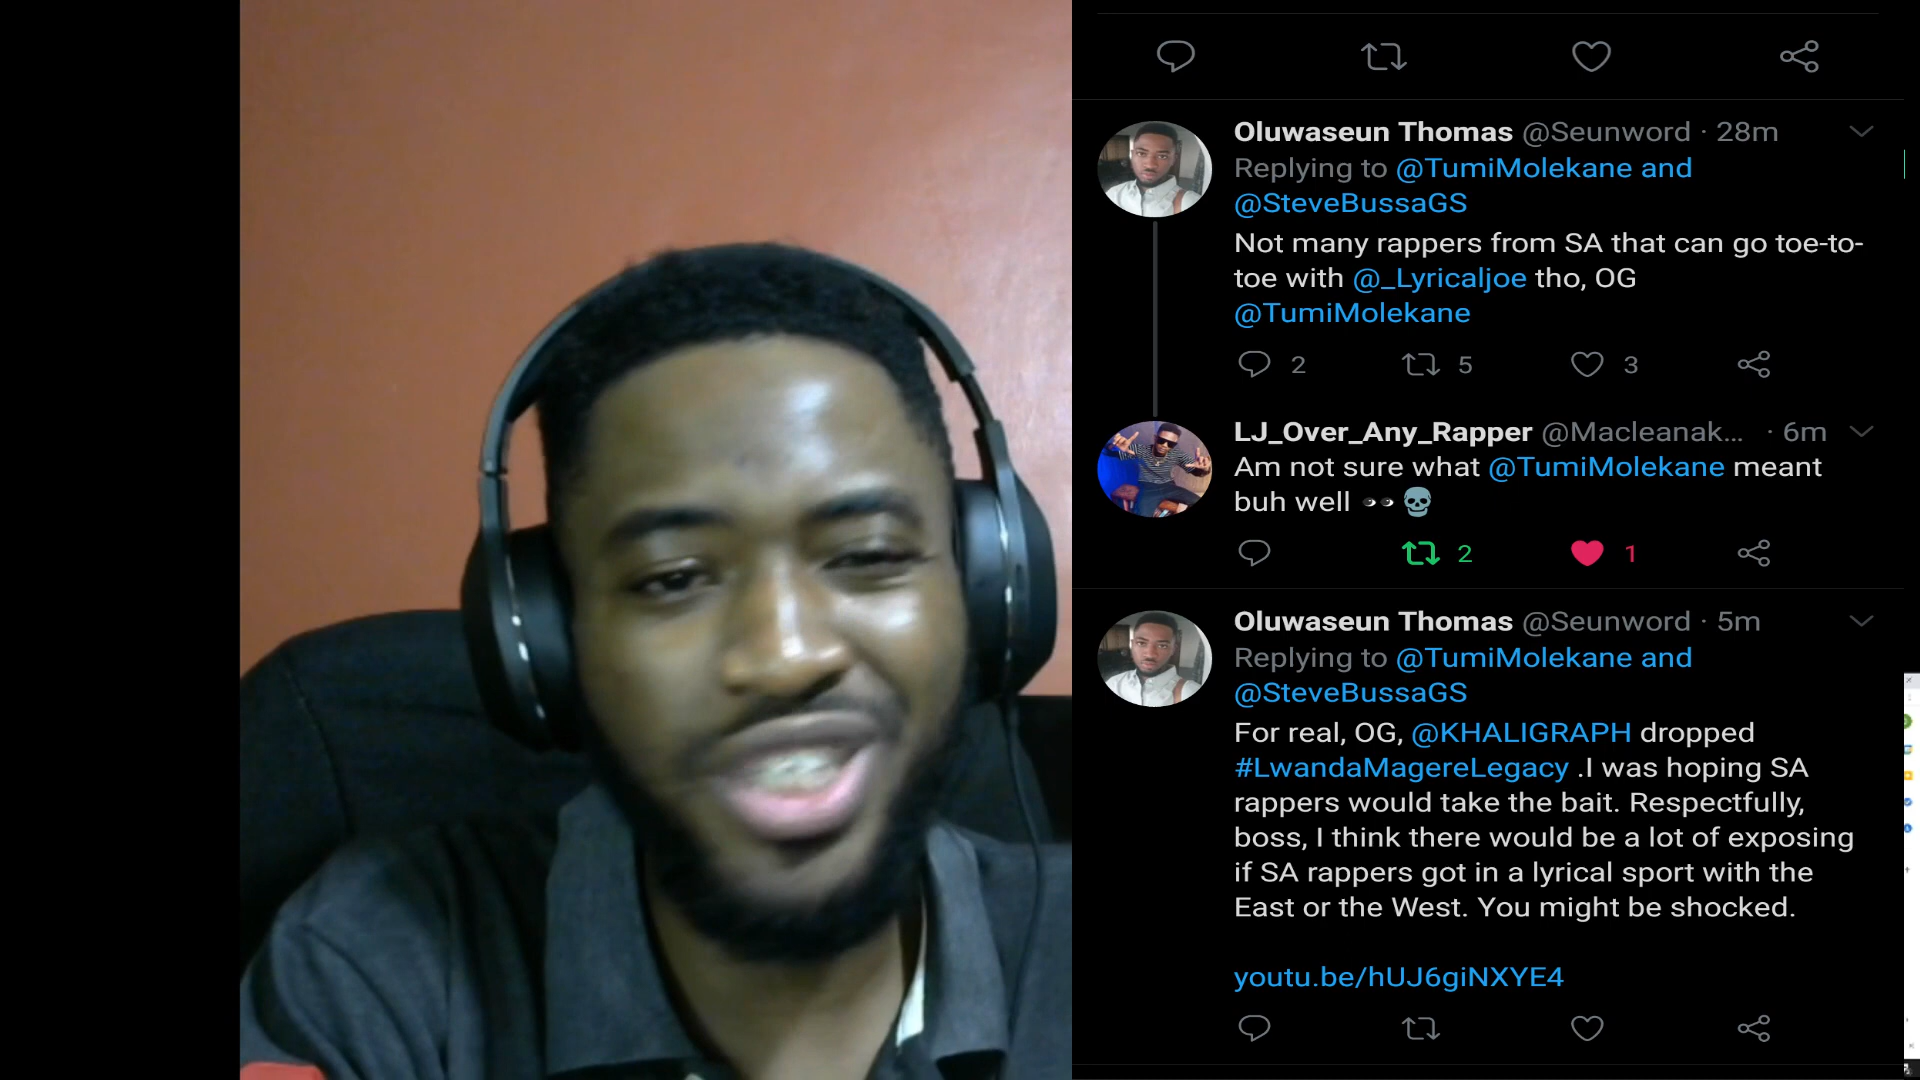 Oluwaseun Thomas @Seunword · 28m
Replying to @TumiMolekane and
@SteveBussaGS
Not many rappers from SA that can go toe-to-
toe with @_Lyricaljoe tho, OG
@TumiMolekane
2 5 3
LJ_Over_Any_Rapper @Macleanak... · 6m
Am not sure what @TumiMolekane meant
buh well 👀💀
2 1
Oluwaseun Thomas @Seunword · 5m
Replying to @TumiMolekane and
@SteveBussaGS
For real, OG, @KHALIGRAPH dropped
#LwandaMagereLegacy .I was hoping SA
rappers would take the bait. Respectfully,
boss, I think there would be a lot of exposing
if SA rappers got in a lyrical sport with the
East or the West. You might be shocked.
youtu.be/hUJ6giNXYE4